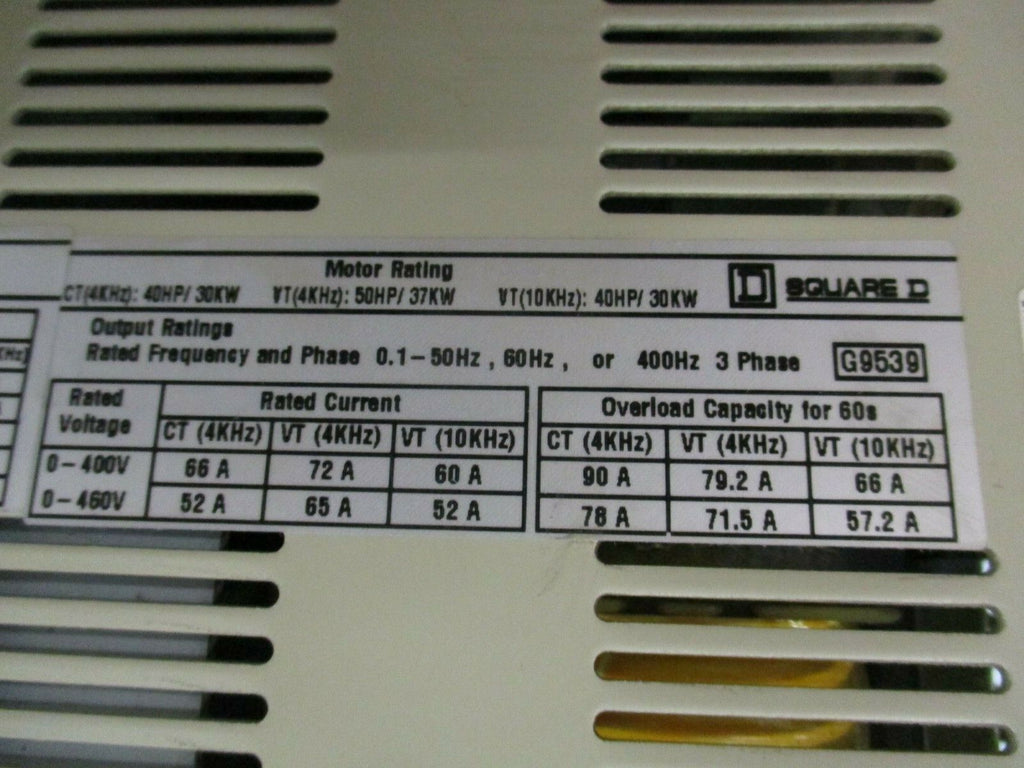 Motor Rating
CT(4KHz): 40HP/ 30KW VT(4KHz): 50HP/ 37KW VT(10KHz): 40HP/ 30KW
D SQUARE D
Output Ratings
Rated Frequency and Phase 0.1-50Hz, 60Hz, or 400Hz 3 Phase G9539
Rated Voltage Rated Current Overload Capacity for 60s
CT (4KHz) VT (4KHz) VT (10KHz) CT (4KHz) VT (4KHz) VT (10KHz)
0-400V 66 A 72 A 60 A 90 A 79.2 A 66 A
0-460V 52 A 65 A 52 A 78 A 71.5 A 57.2 A
KHz)